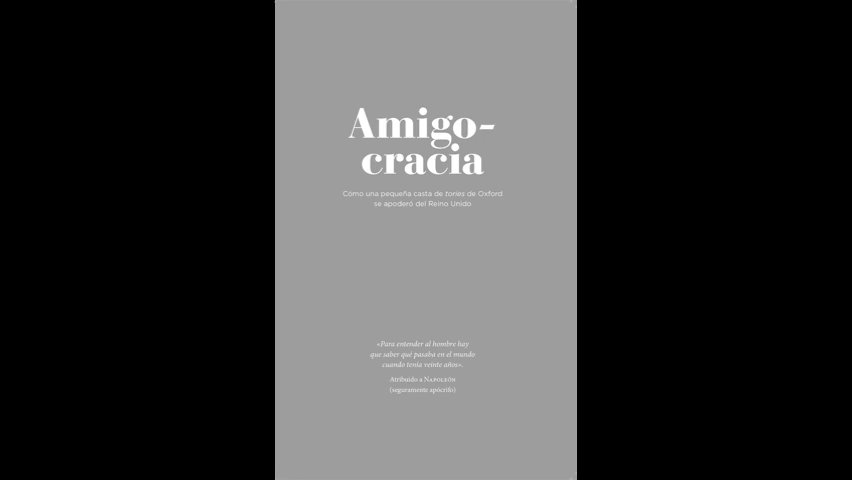 Amigo-
cracia
Cómo una pequeña casta de tories de Oxford
se apoderó del Reino Unido
«Para entender al hombre hay
que saber qué pasaba en el mundo
cuando tenía veinte años».
Atribuido a Napoleón
(seguramente apócrifo)